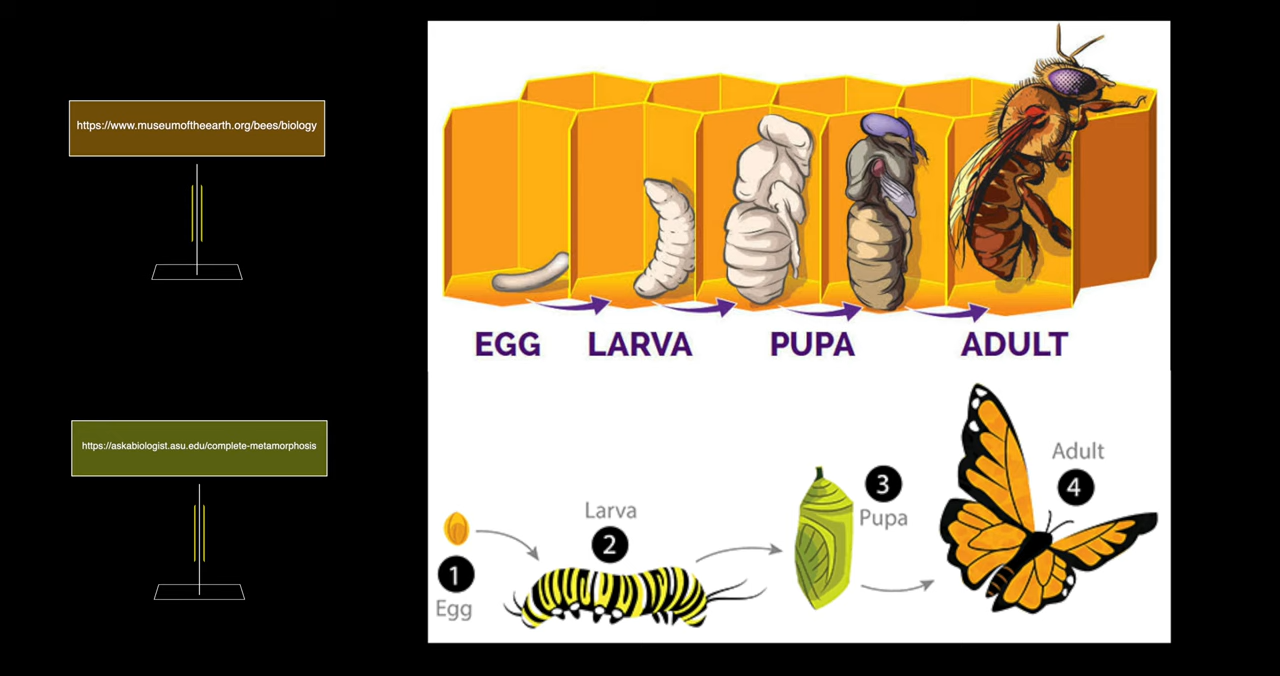 https://www.museumoftheearth.org/bees/biology
EGG
LARVA
PUPA
ADULT
https://askabiologist.asu.edu/complete-metamorphosis
1
Egg
Larva
2
3
Pupa
Adult
4